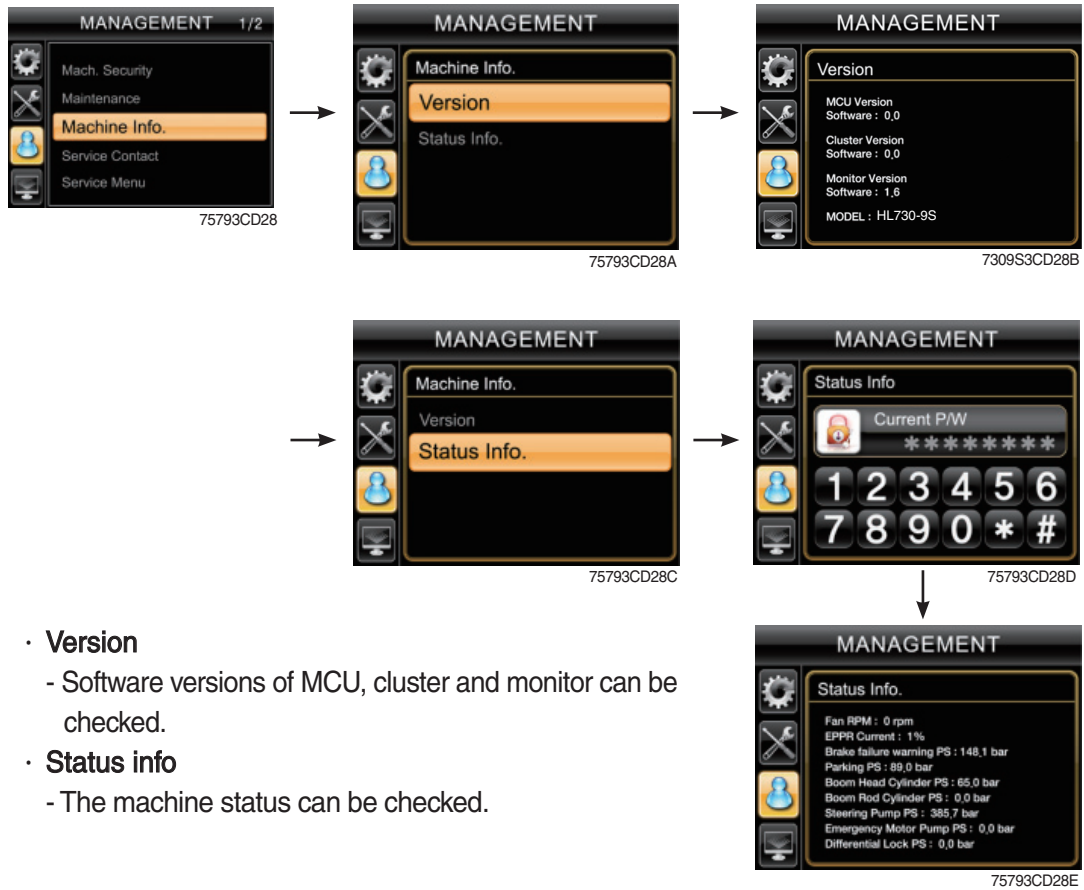 MANAGEMENT 1/2
Mach. Security
Maintenance
Machine Info.
Service Contact
Service Menu
75793CD28
MANAGEMENT
Machine Info.
Version
Status Info.
75793CD28A
MANAGEMENT
Version
MCU Version
Software : 0,0
Cluster Version
Software : 0,0
Monitor Version
Software : 1,6
MODEL : HL730-9S
7309S3CD28B
MANAGEMENT
Machine Info.
Version
Status Info.
75793CD28C
MANAGEMENT
Status Info
Current P/W
********
1 2 3 4 5 6
7 8 9 0 * #
75793CD28D
· Version
- Software versions of MCU, cluster and monitor can be
checked.
· Status info
- The machine status can be checked.
MANAGEMENT
Status Info.
Fan RPM : 0 rpm
EPPR Current : 1%
Brake failure warning PS : 148,1 bar
Parking PS : 89,0 bar
Boom Head Cylinder PS : 65,0 bar
Boom Rod Cylinder PS : 0,0 bar
Steering Pump PS : 385,7 bar
Emergency Motor Pump PS : 0,0 bar
Differential Lock PS : 0,0 bar
75793CD28E